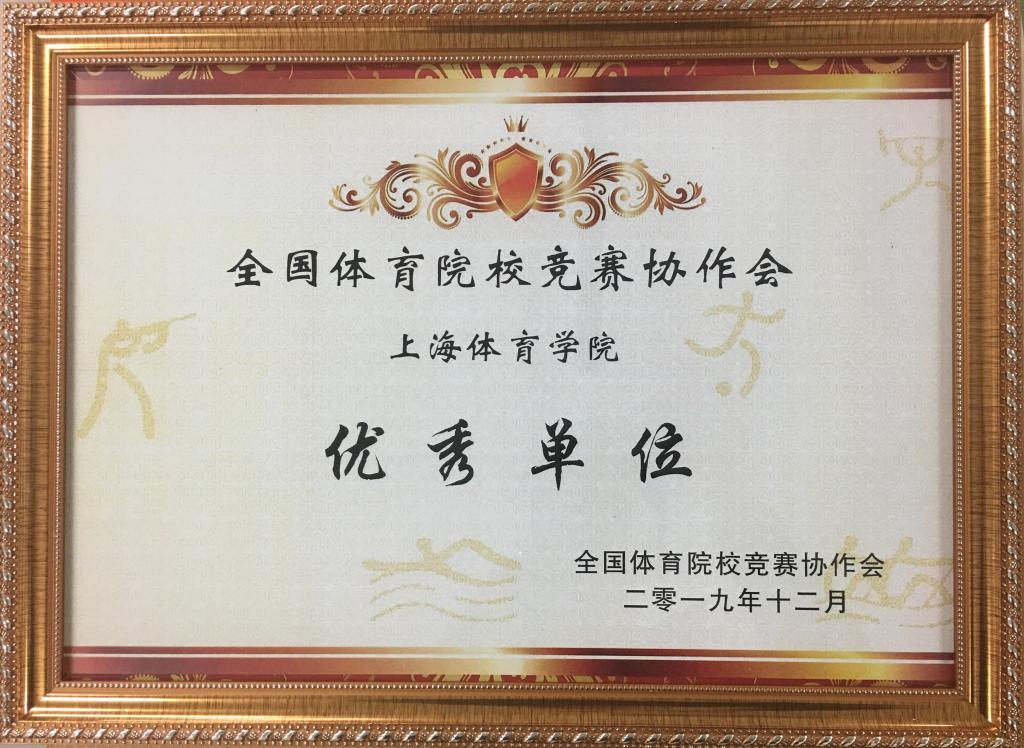 全国体育院校竞赛协作会
上海体育学院
优秀单位
全国体育院校竞赛协作会
二零一九年十二月